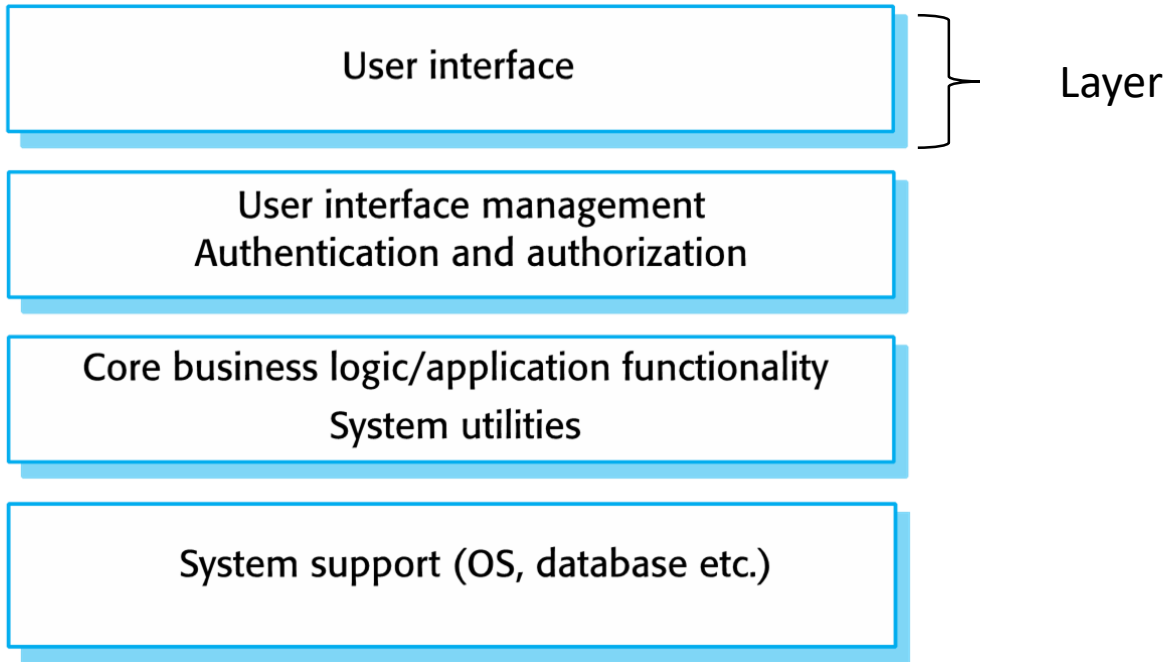 User interface
Layer
User interface management
Authentication and authorization
Core business logic/application functionality
System utilities
System support (OS, database etc.)